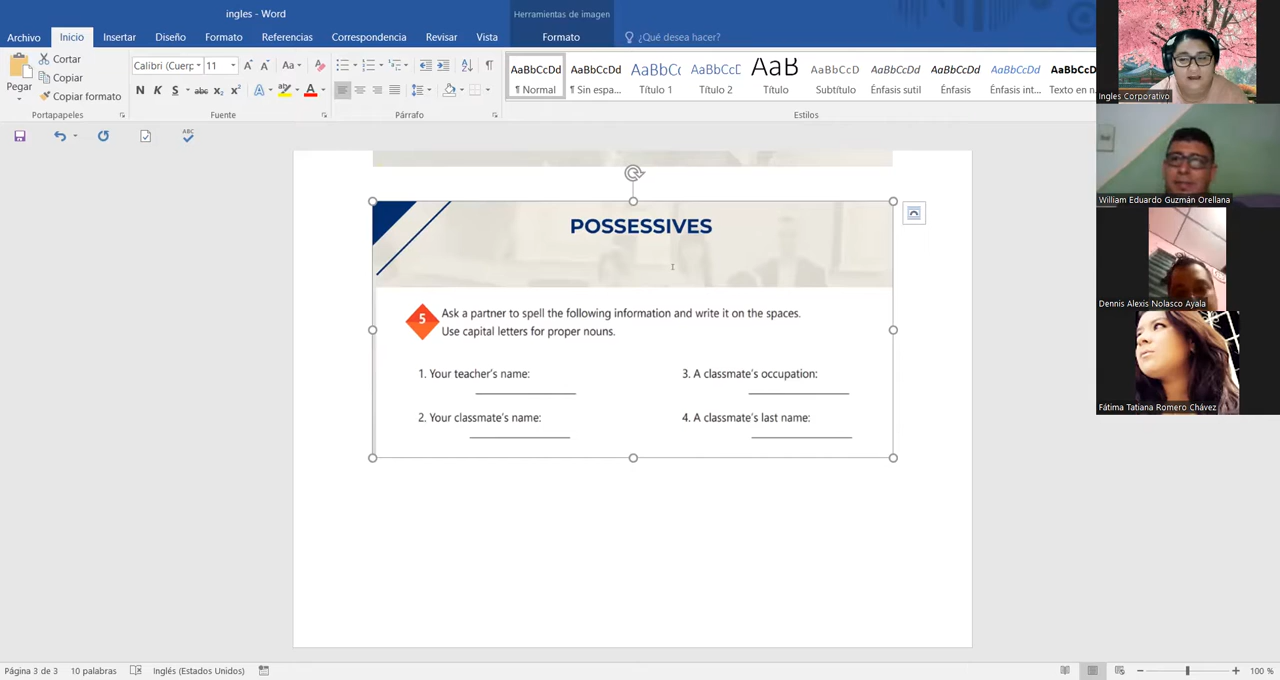 ingles - Word
Herramientas de imagen
Archivo Inicio Insertar Diseño Formato Referencias Correspondencia Revisar Vista Formato ¿Qué desea hacer?
Pegar
Cortar
Copiar
Copiar formato
Portapapeles
Calibri (Cuerp 11
Aa
N K S abc x₂ x² A A
Fuente
Párrafo
AaBbCcDd AaBbCcDd AaBbCc AaBbCcD AaB AaBbCcD AaBbCcDd AaBbCcDd AaBbCcDd AaBbCcD
¶ Normal ¶ Sin espa... Título 1 Título 2 Título Subtítulo Énfasis sutil Énfasis Énfasis int... Texto en n
Estilos
ABC
Ingles Corporativo
William Eduardo Guzmán Orellana
Dennis Alexis Nolasco Ayala
Fátima Tatiana Romero Chávez
POSSESSIVES
5 Ask a partner to spell the following information and write it on the spaces.
Use capital letters for proper nouns.
1. Your teacher's name:
2. Your classmate's name:
3. A classmate's occupation:
4. A classmate's last name:
Página 3 de 3 10 palabras Inglés (Estados Unidos) 100 %